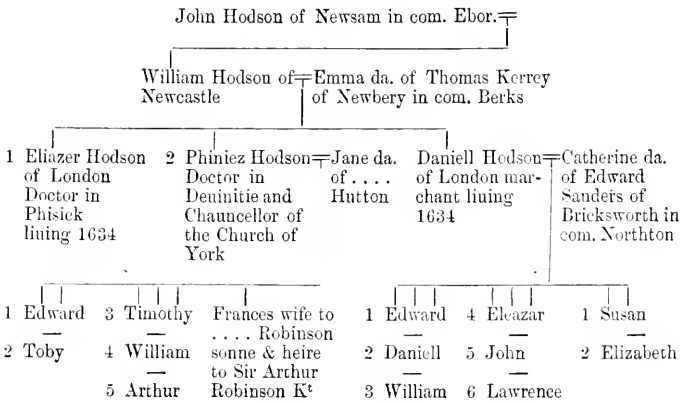 John Hodson of Newsam in com. Ebor.
William Hodson of
Newcastle
Emma da. of Thomas Kerrey
of Newbery in com. Berks
1 Eliazer Hodson
of London
Doctor in
Phisick
liuing 1634
2 Phiniez Hodson
Doctor in
Deuinitie and
Chauncellor of
the Church of
York
Jane da.
of . . . .
Hutton
Daniell Hodson
of London mar-
chant liuing
1634
Catherine da.
of Edward
Sanders of
Bricksworth in
com. Northton
1 Edward
2 Toby
3 Timothy
4 William
5 Arthur
Frances wife to
. . . . Robinson
sonne & heire
to Sir Arthur
Robinson Kt
1 Edward
2 Daniell
3 William
4 Eleazar
5 John
6 Lawrence
1 Susan
2 Elizabeth